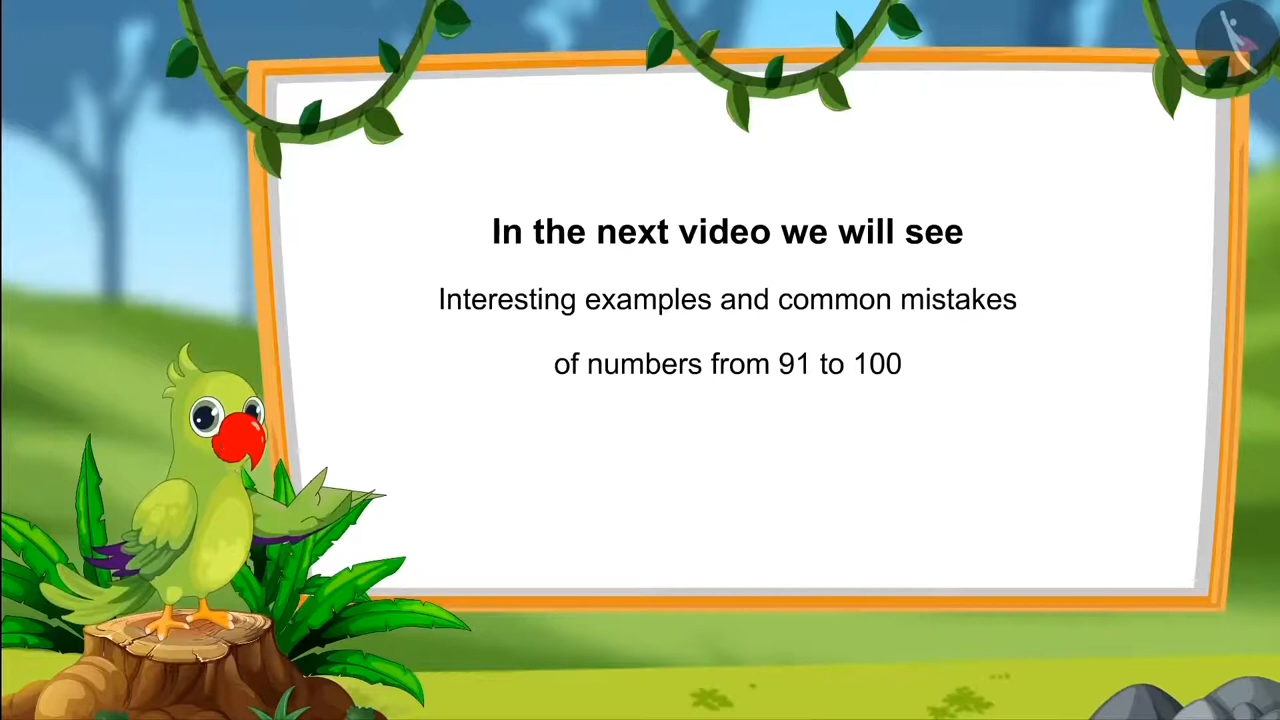 In the next video we will see
Interesting examples and common mistakes
of numbers from 91 to 100